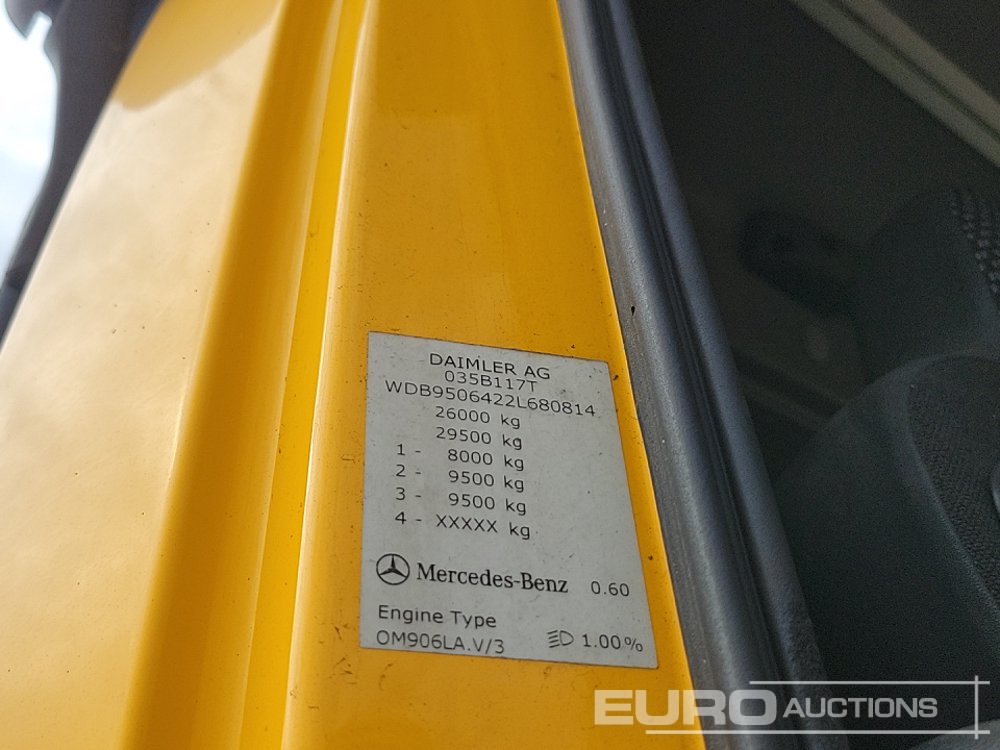 DAIMLER AG
035B117T
WDB9506422L680814
26000 kg
29500 kg
1 - 8000 kg
2 - 9500 kg
3 - 9500 kg
4 - XXXXX kg
Mercedes-Benz 0.60
Engine Type
OM906LA.V/3 1.00%
EURO AUCTIONS